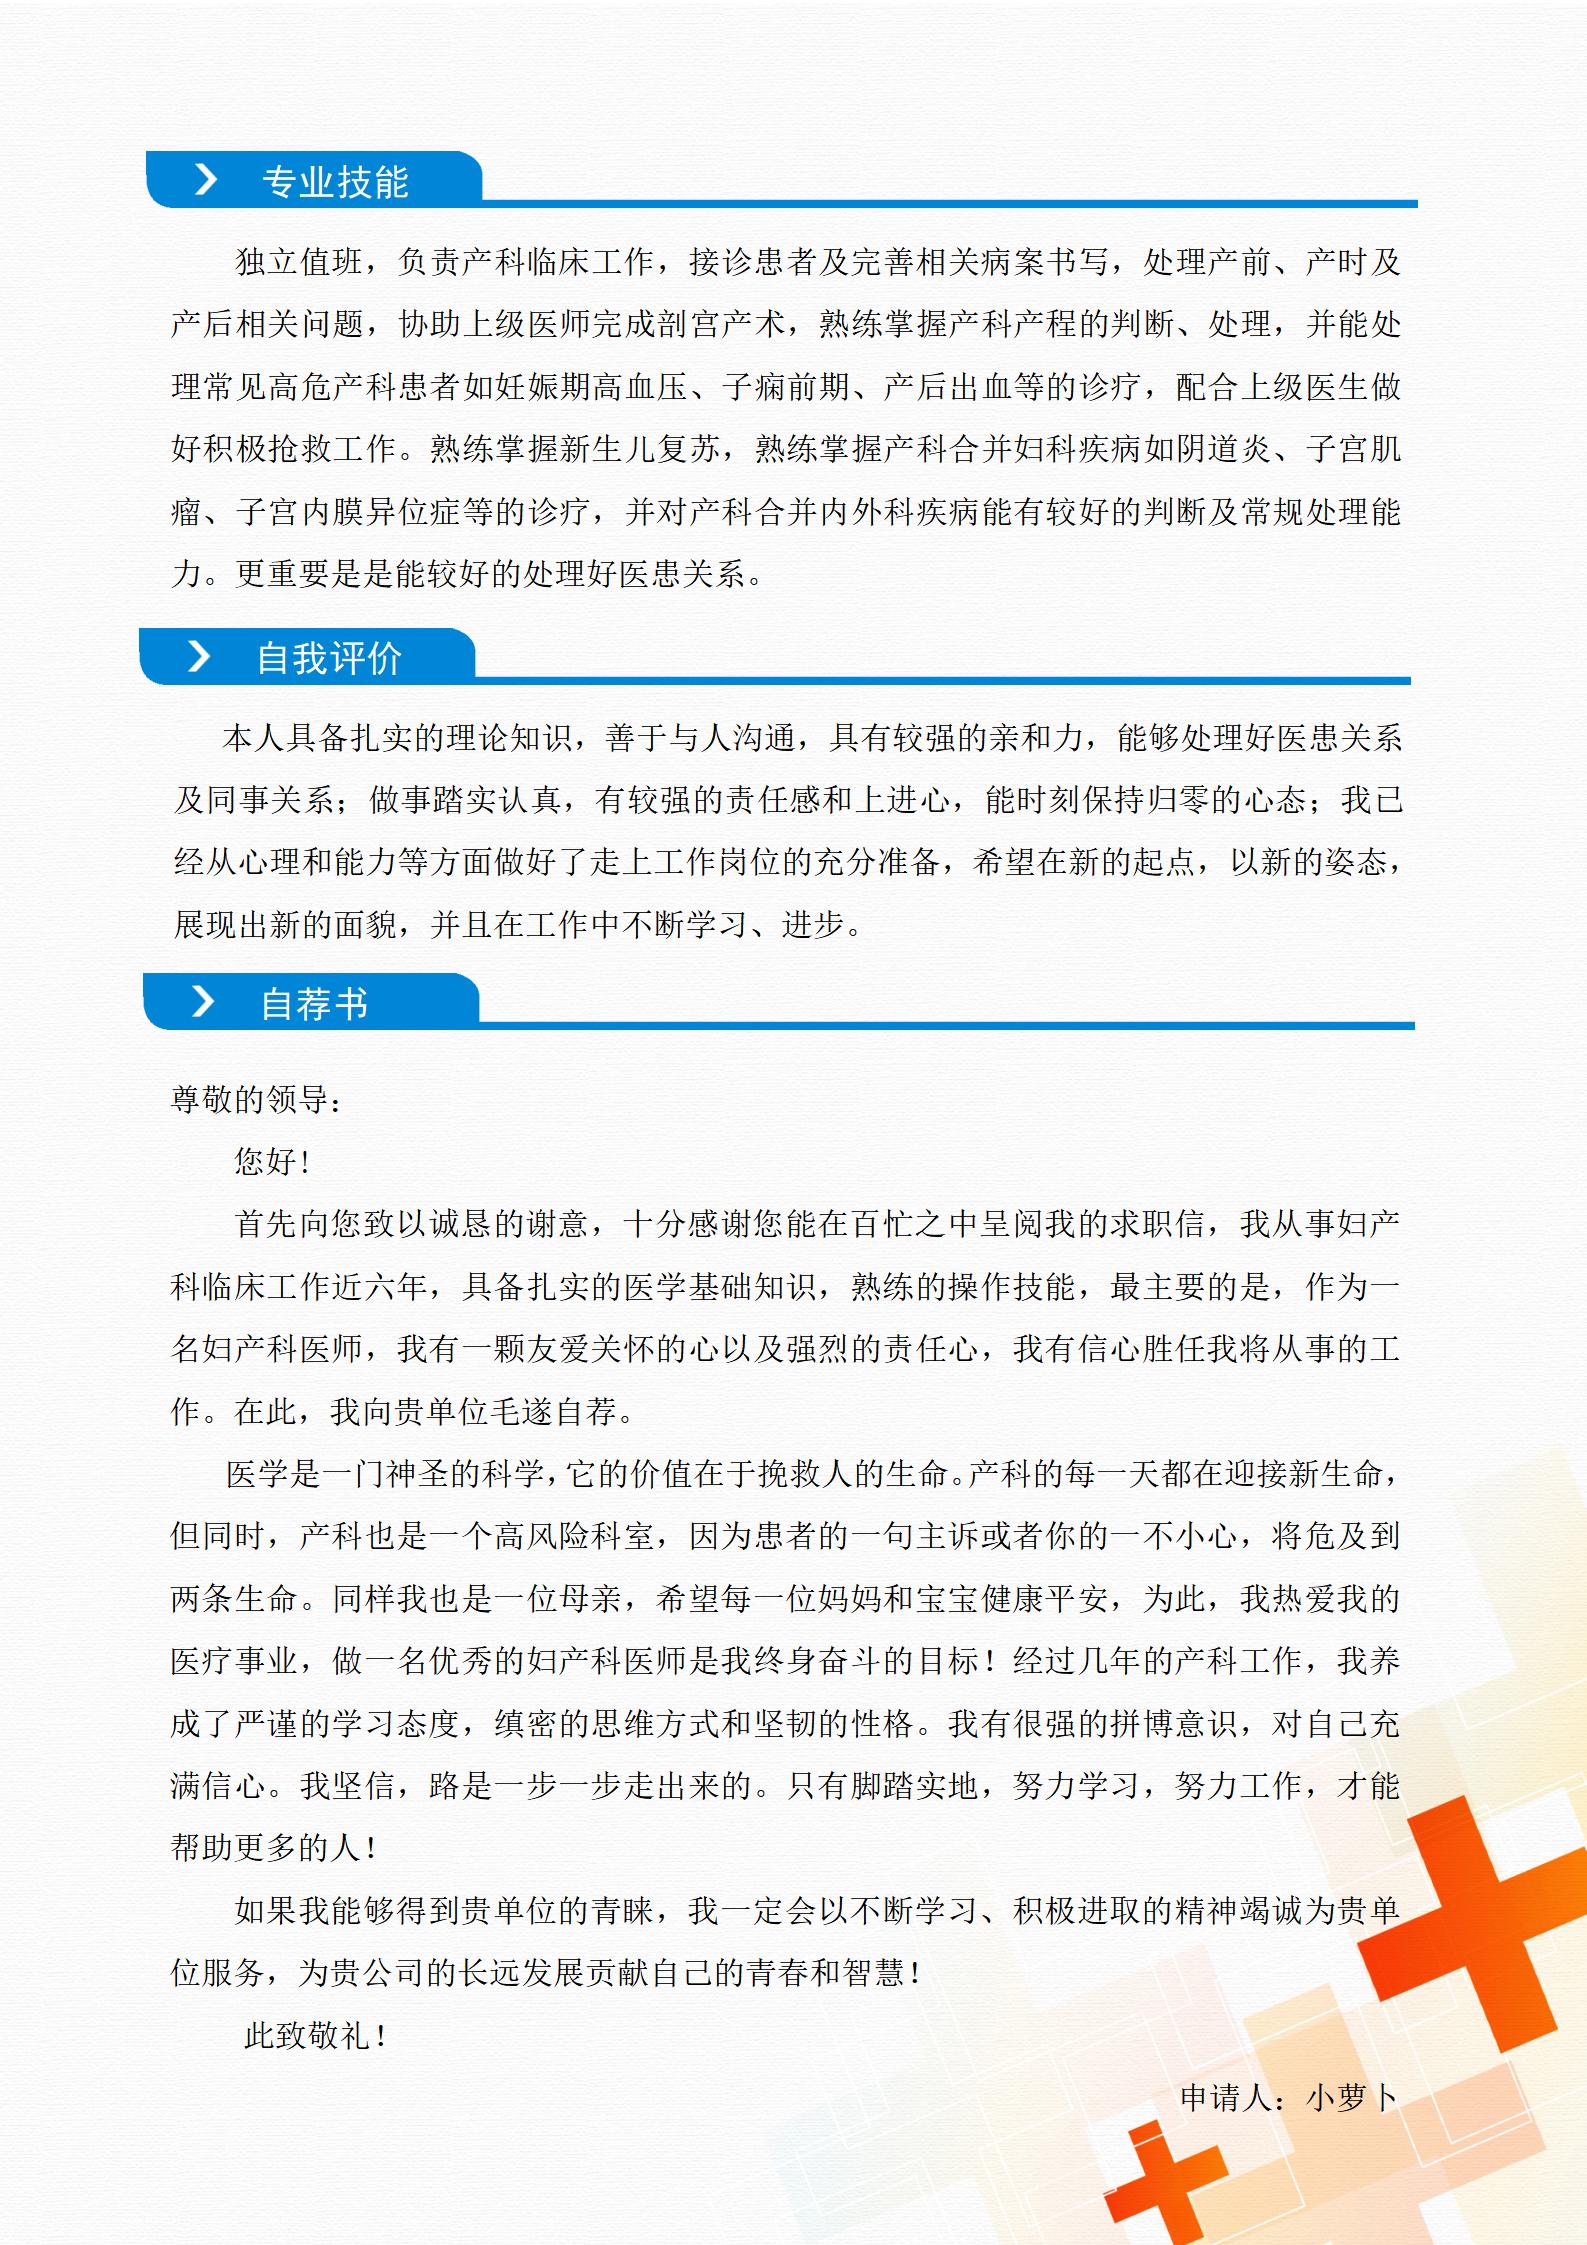 专业技能
独立值班，负责产科临床工作，接诊患者及完善相关病案书写，处理产前、产时及
产后相关问题，协助上级医师完成剖宫产术，熟练掌握产科产程的判断、处理，并能处
理常见高危产科患者如妊娠期高血压、子痫前期、产后出血等的诊疗，配合上级医生做
好积极抢救工作。熟练掌握新生儿复苏，熟练掌握产科合并妇科疾病如阴道炎、子宫肌
瘤、子宫内膜异位症等的诊疗，并对产科合并内外科疾病能有较好的判断及常规处理能
力。更重要是是能较好的处理好医患关系。
自我评价
本人具备扎实的理论知识，善于与人沟通，具有较强的亲和力，能够处理好医患关系
及同事关系；做事踏实认真，有较强的责任感和上进心，能时刻保持归零的心态；我已
经从心理和能力等方面做好了走上工作岗位的充分准备，希望在新的起点，以新的姿态，
展现出新的面貌，并且在工作中不断学习、进步。
自荐书
尊敬的领导：
您好！
首先向您致以诚恳的谢意，十分感谢您能在百忙之中呈阅我的求职信，我从事妇产
科临床工作近六年，具备扎实的医学基础知识，熟练的操作技能，最主要的是，作为一
名妇产科医师，我有一颗友爱关怀的心以及强烈的责任心，我有信心胜任我将从事的工
作。在此，我向贵单位毛遂自荐。
医学是一门神圣的科学，它的价值在于挽救人的生命。产科的每一天都在迎接新生命，
但同时，产科也是一个高风险科室，因为患者的一句主诉或者你的一不小心，将危及到
两条生命。同样我也是一位母亲，希望每一位妈妈和宝宝健康平安，为此，我热爱我的
医疗事业，做一名优秀的妇产科医师是我终身奋斗的目标！经过几年的产科工作，我养
成了严谨的学习态度，缜密的思维方式和坚韧的性格。我有很强的拼博意识，对自己充
满信心。我坚信，路是一步一步走出来的。只有脚踏实地，努力学习，努力工作，才能
帮助更多的人！
如果我能够得到贵单位的青睐，我一定会以不断学习、积极进取的精神竭诚为贵单
位服务，为贵公司的长远发展贡献自己的青春和智慧！
此致敬礼！
申请人：小萝卜